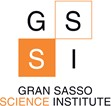 G S
S I
GRAN SASSO
SCIENCE INSTITUTE